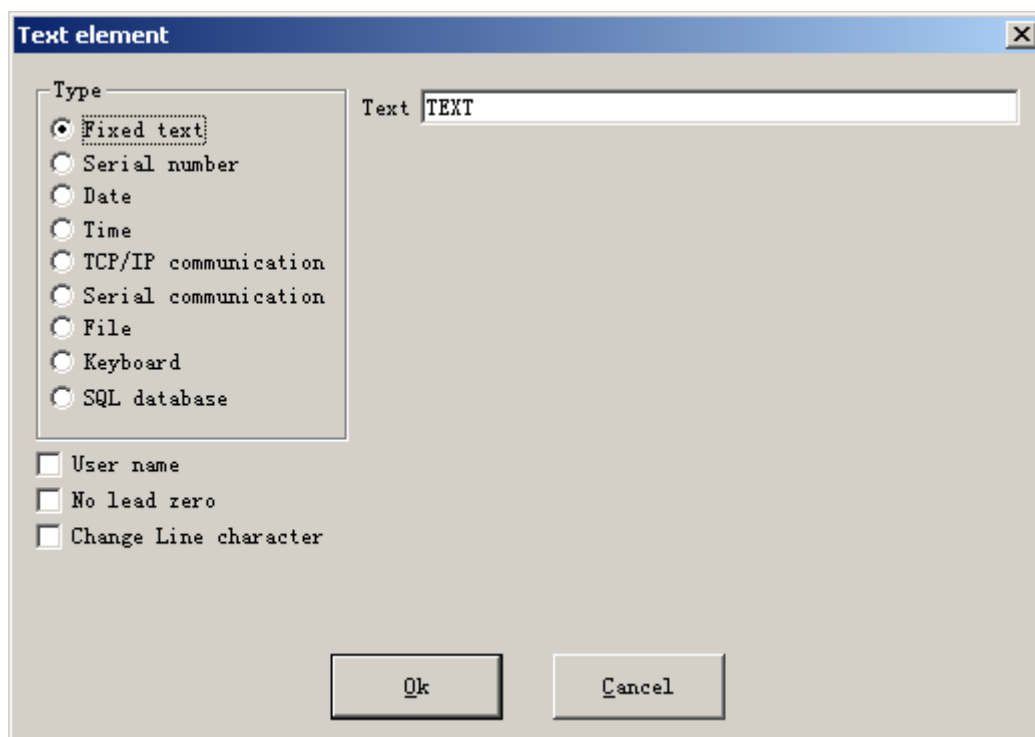 Text element
Type
Fixed text
Serial number
Date
Time
TCP/IP communication
Serial communication
File
Keyboard
SQL database
Text TEXT
User name
No lead zero
Change Line character
Ok Cancel